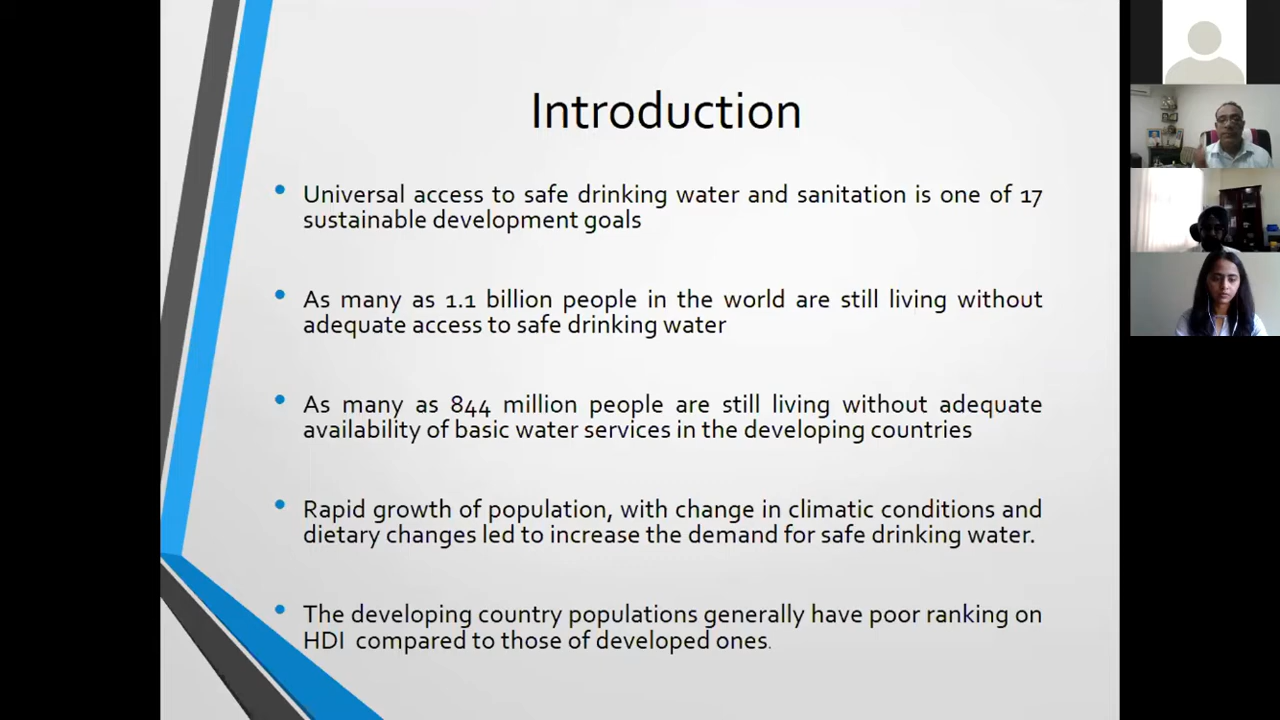 Introduction
Universal access to safe drinking water and sanitation is one of 17
sustainable development goals
As many as 1.1 billion people in the world are still living without
adequate access to safe drinking water
As many as 844 million people are still living without adequate
availability of basic water services in the developing countries
Rapid growth of population, with change in climatic conditions and
dietary changes led to increase the demand for safe drinking water.
The developing country populations generally have poor ranking on
HDI compared to those of developed ones.